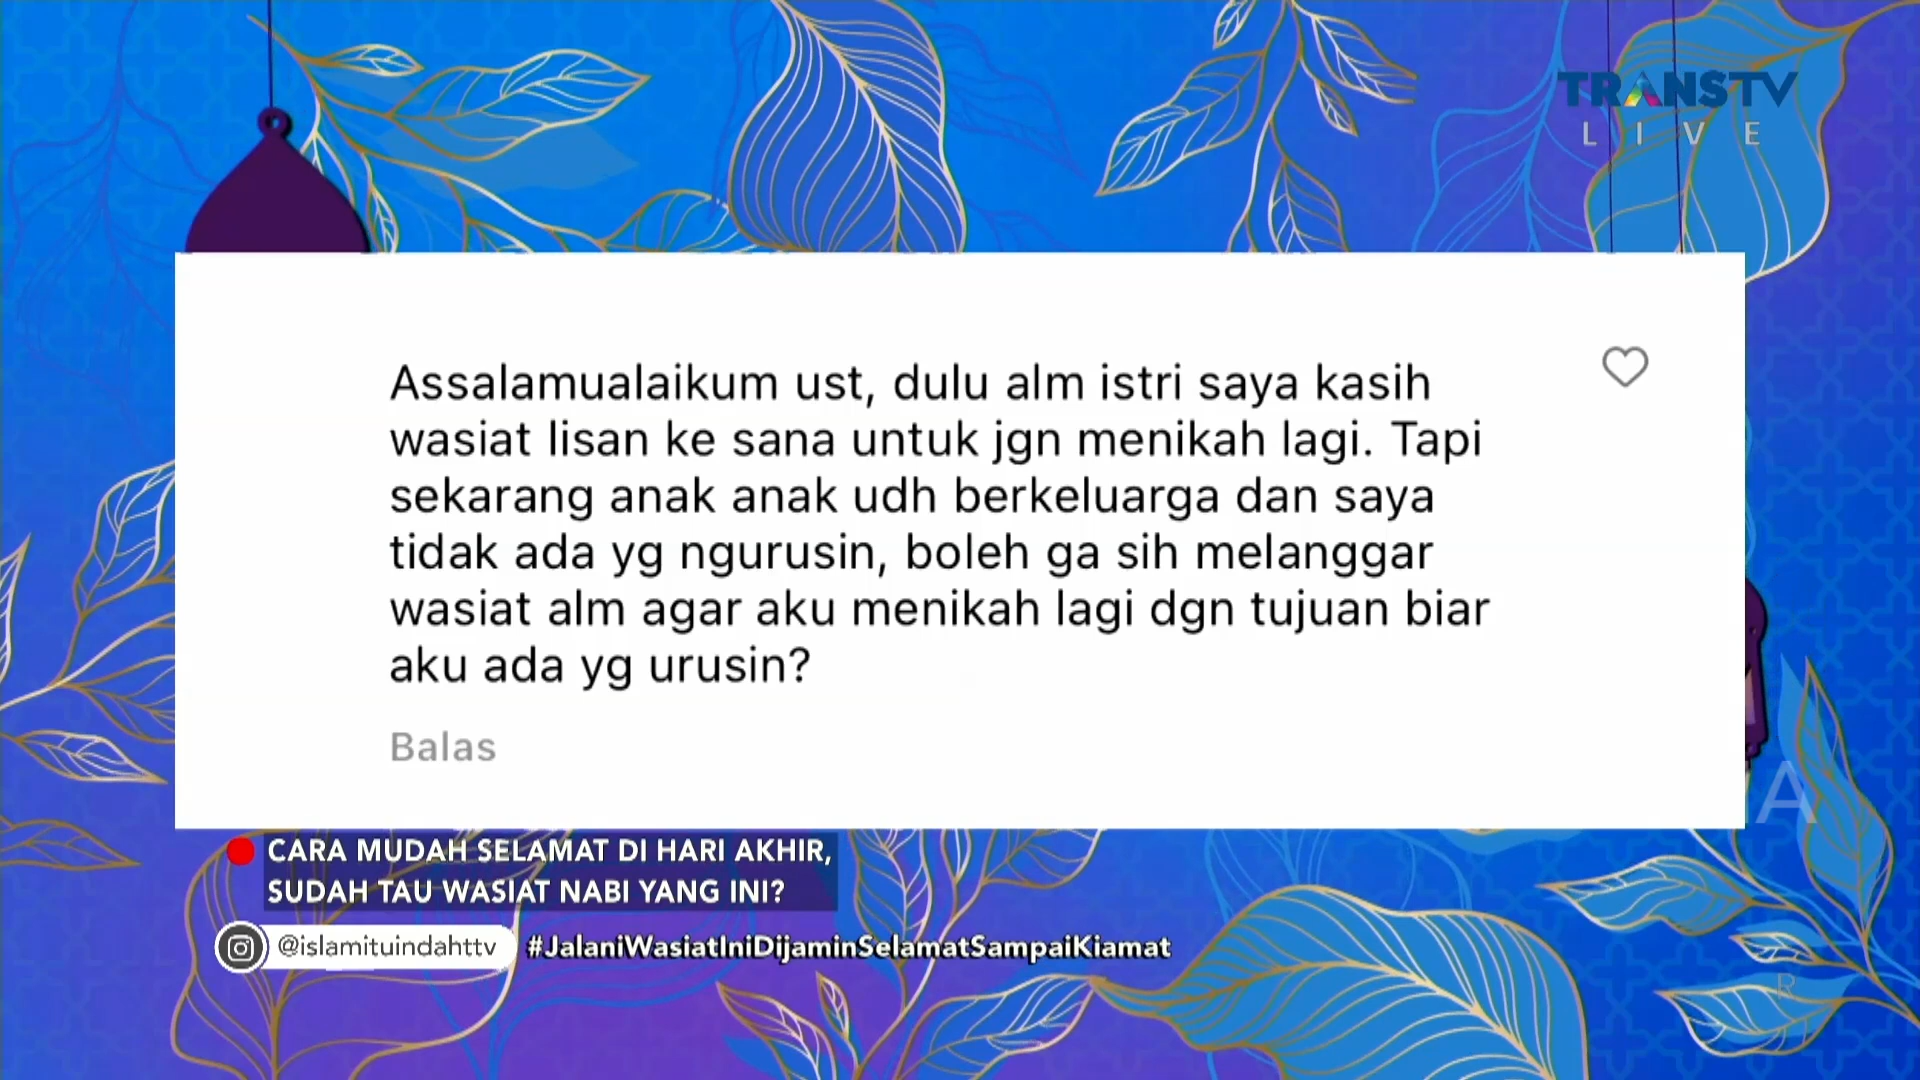 TRANSTV
LIVE
Assalamualaikum ust, dulu alm istri saya kasih
wasiat lisan ke sana untuk jgn menikah lagi. Tapi
sekarang anak anak udh berkeluarga dan saya
tidak ada yg ngurusin, boleh ga sih melanggar
wasiat alm agar aku menikah lagi dgn tujuan biar
aku ada yg urusin?
Balas
A
CARA MUDAH SELAMAT DI HARI AKHIR,
SUDAH TAU WASIAT NABI YANG INI?
@islamituindahttv #JalaniWasiatIniDijaminSelamatSampaiKiamat
R